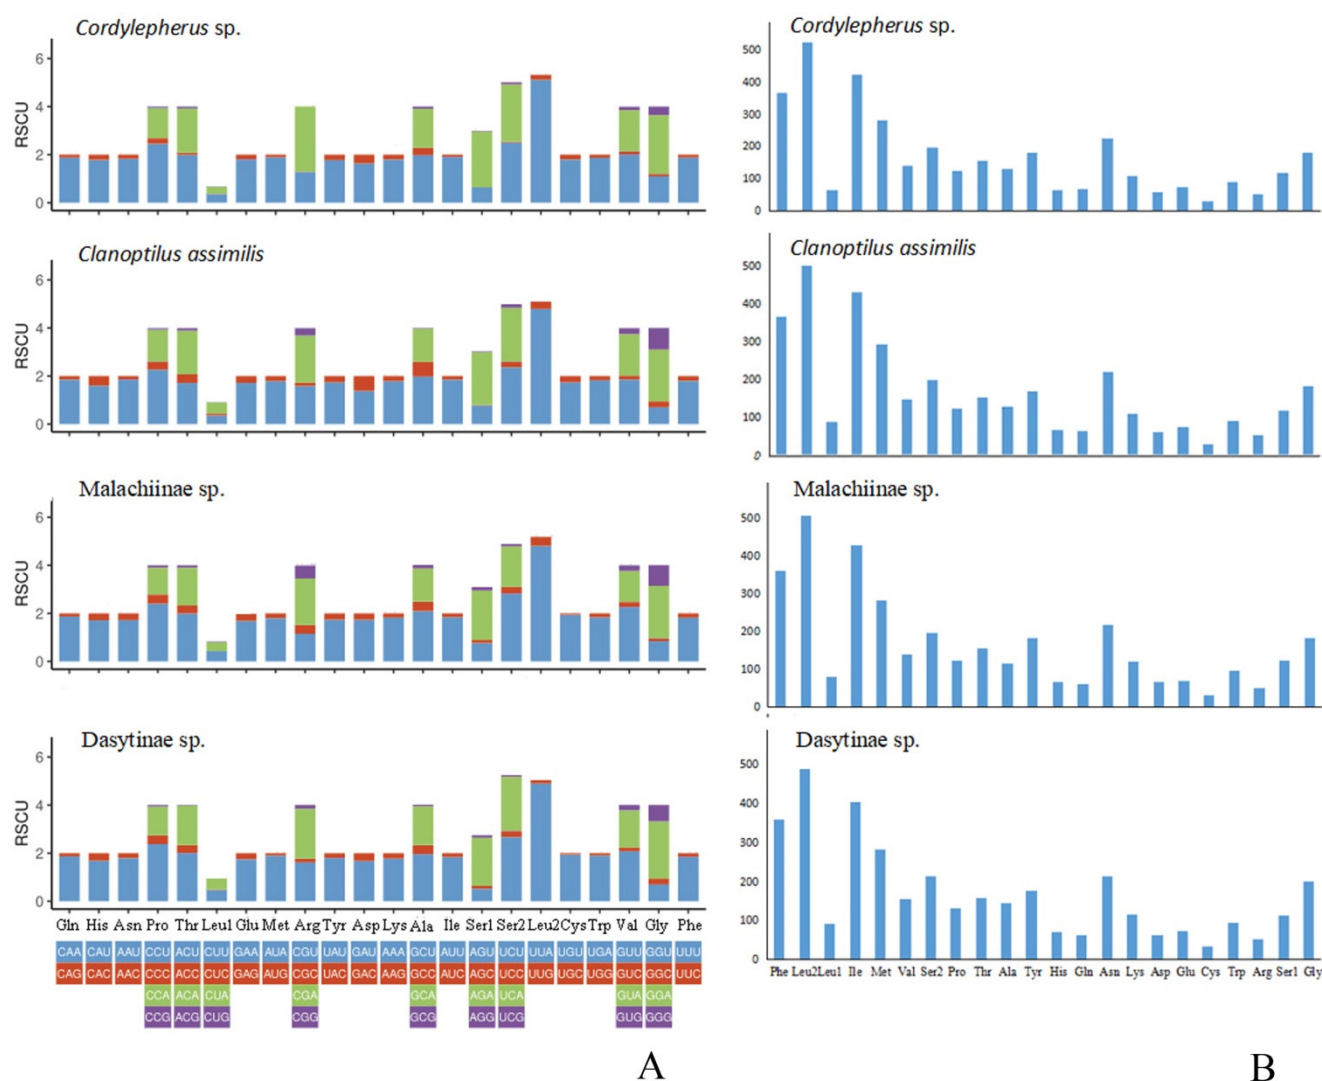 Cordylepherus sp.
6
4
2
0
RSCU
Clanoptilus assimilis
6
4
2
0
RSCU
Malachiinae sp.
6
4
2
0
RSCU
Dasytinae sp.
6
4
2
0
RSCU
Gln His Asn Pro Thr Leu1 Glu Met Arg Tyr Asp Lys Ala Ile Ser1 Ser2 Leu2 Cys Trp Val Gly Phe
CAA CAU AAU CCU ACU CUU GAA AUA CGU UAU GAU AAA GCU AUU AGU UCU UUA UGU UGA GUU GGU UUU
CAG CAC AAC CCC ACC CUC GAG AUG CGC UAC GAC AAG GCC AUC AGC UCC UUG UGC UGG GUC GGC UUC
CCA ACA CUA CGA GCA AGA UCA GUA GGA
CCG ACG CUG CGG GCG AGG UCG GUG GGG
A
Cordylepherus sp.
500
400
300
200
100
0
Clanoptilus assimilis
500
400
300
200
100
0
Malachiinae sp.
500
400
300
200
100
0
Dasytinae sp.
500
400
300
200
100
0
Phe Leu2 Leu1 Ile Met Val Ser2 Pro Thr Ala Tyr His Gln Asn Lys Asp Glu Cys Trp Arg Ser1 Gly
B